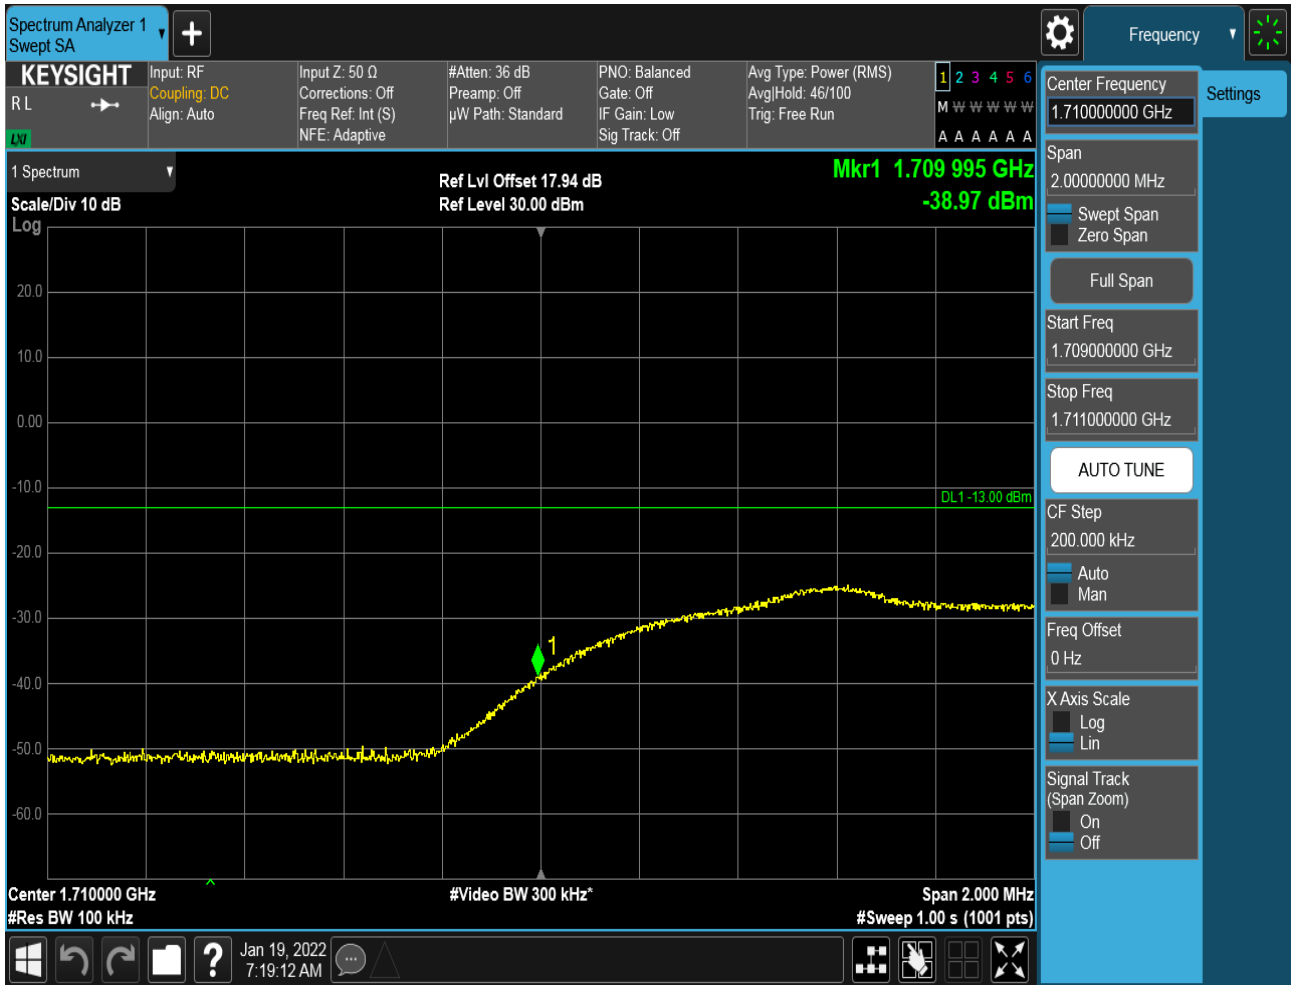 Spectrum Analyzer 1
Swept SA
Frequency
KEYSIGHT
R L
LXI
Input: RF
Coupling: DC
Align: Auto
Input Z: 50 Ω
Corrections: Off
Freq Ref: Int (S)
NFE: Adaptive
#Atten: 36 dB
Preamp: Off
µW Path: Standard
PNO: Balanced
Gate: Off
IF Gain: Low
Sig Track: Off
Avg Type: Power (RMS)
Avg|Hold: 46/100
Trig: Free Run
1 2 3 4 5 6
M W W W W W
A A A A A A
1 Spectrum
Scale/Div 10 dB
Log
Ref Lvl Offset 17.94 dB
Ref Level 30.00 dBm
Mkr1 1.709 995 GHz
-38.97 dBm
20.0
10.0
0.00
-10.0
-20.0
-30.0
-40.0
-50.0
-60.0
DL1 -13.00 dBm
1
Center 1.710000 GHz
#Res BW 100 kHz
#Video BW 300 kHz*
Span 2.000 MHz
#Sweep 1.00 s (1001 pts)
Jan 19, 2022
7:19:12 AM
Center Frequency
1.710000000 GHz
Settings
Span
2.00000000 MHz
Swept Span
Zero Span
Full Span
Start Freq
1.709000000 GHz
Stop Freq
1.711000000 GHz
AUTO TUNE
CF Step
200.000 kHz
Auto
Man
Freq Offset
0 Hz
X Axis Scale
Log
Lin
Signal Track
(Span Zoom)
On
Off